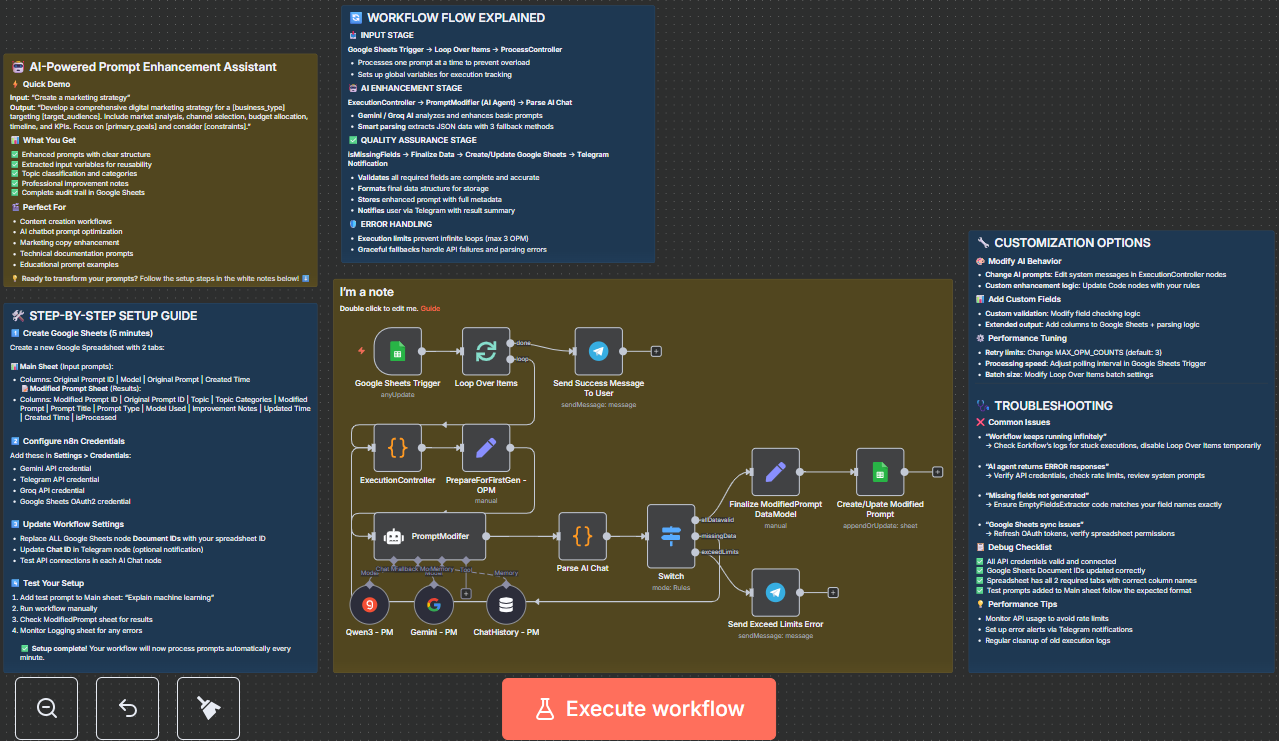 AI-Powered Prompt Enhancement Assistant
Quick Demo
Input: "Create a marketing strategy"
Output: "Develop a comprehensive digital marketing strategy for a [business_type]
targeting [target_audience]. Include market analysis, channel selection, budget allocation,
timeline, and KPIs. Focus on [primary_goals] and consider [constraints]."
What You Get
Enhanced prompts with clear structure
Extracted input variables for reusability
Topic classification and categories
Professional improvement notes
Complete audit trail in Google Sheets
Perfect For
• Content creation workflows
• AI chatbot prompt optimization
• Marketing copy enhancement
• Technical documentation prompts
• Educational prompt examples
Ready to transform your prompts? Follow the setup steps in the white notes below!
STEP-BY-STEP SETUP GUIDE
1 Create Google Sheets (5 minutes)
Create a new Google Spreadsheet with 2 tabs:
Main Sheet (Input prompts):
• Columns: Original Prompt ID | Model | Original Prompt | Created Time
Modified Prompt Sheet (Results):
• Columns: Modified Prompt ID | Original Prompt ID | Topic | Topic Categories | Modified
Prompt | Prompt Title | Prompt Type | Model Used | Improvement Notes | Updated Time
| Created Time | IsProcessed
2 Configure n8n Credentials
Add these in Settings > Credentials:
• Gemini API credential
• Telegram API credential
• Groq API credential
• Google Sheets OAuth2 credential
3 Update Workflow Settings
• Replace ALL Google Sheets node Document IDs with your spreadsheet ID
• Update Chat ID in Telegram node (optional notification)
• Test API connections in each AI Chat node
4 Test Your Setup
1. Add test prompt to Main sheet: "Explain machine learning"
2. Run workflow manually
3. Check ModifiedPrompt sheet for results
4. Monitor Logging sheet for any errors
Setup complete! Your workflow will now process prompts automatically every
minute.
WORKFLOW FLOW EXPLAINED
INPUT STAGE
Google Sheets Trigger → Loop Over Items → ProcessController
• Processes one prompt at a time to prevent overload
• Sets up global variables for execution tracking
AI ENHANCEMENT STAGE
ExecutionController → PromptModifier (AI Agent) → Parse AI Chat
• Gemini / Groq AI analyzes and enhances basic prompts
• Smart parsing extracts JSON data with 3 fallback methods
QUALITY ASSURANCE STAGE
isMissingFields → Finalize Data → Create/Update Google Sheets → Telegram
Notification
• Validates all required fields are complete and accurate
• Formats final data structure for storage
• Stores enhanced prompt with full metadata
• Notifies user via Telegram with result summary
ERROR HANDLING
• Execution limits prevent infinite loops (max 3 OPM)
• Graceful fallbacks handle API failures and parsing errors
I'm a note
Double click to edit me. Guide
done
loop
Google Sheets Trigger
anyUpdate
Loop Over Items
Send Success Message
To User
sendMessage: message
ExecutionController
PrepareForFirstGen -
OPM
manual
PromptModifer
Parse AI Chat
Switch
mode: Rules
allDatavalid
missingData
exceedLimits
Finalize ModifiedPrompt
DataModel
manual
Create/Upate Modified
Prompt
appendOrUpdate: sheet
Send Exceed Limits Error
sendMessage: message
Model
Model
Memory
Tool
Qwen3 - PM
Gemini - PM
ChatHistory - PM
CUSTOMIZATION OPTIONS
Modify AI Behavior
• Change AI prompts: Edit system messages in ExecutionController nodes
• Custom enhancement logic: Update Code nodes with your rules
Add Custom Fields
• Custom validation: Modify field checking logic
• Extended output: Add columns to Google Sheets + parsing logic
Performance Tuning
• Retry limits: Change MAX_OPM_COUNTS (default: 3)
• Processing speed: Adjust polling interval in Google Sheets Trigger
• Batch size: Modify Loop Over Items batch settings
TROUBLESHOOTING
Common Issues
• "Workflow keeps running infinitely"
→ Check Eorkflow's logs for stuck executions, disable Loop Over Items temporarily
• "AI agent returns ERROR responses"
→ Verify API credentials, check rate limits, review system prompts
• "Missing fields not generated"
→ Ensure EmptyFieldsExtractor code matches your field names exactly
• "Google Sheets sync issues"
→ Refresh OAuth tokens, verify spreadsheet permissions
Debug Checklist
All API credentials valid and connected
Google Sheets Document IDs updated correctly
Spreadsheet has all 2 required tabs with correct column names
Test prompts added to Main sheet follow the expected format
Performance Tips
• Monitor API usage to avoid rate limits
• Set up error alerts via Telegram notifications
• Regular cleanup of old execution logs
Execute workflow